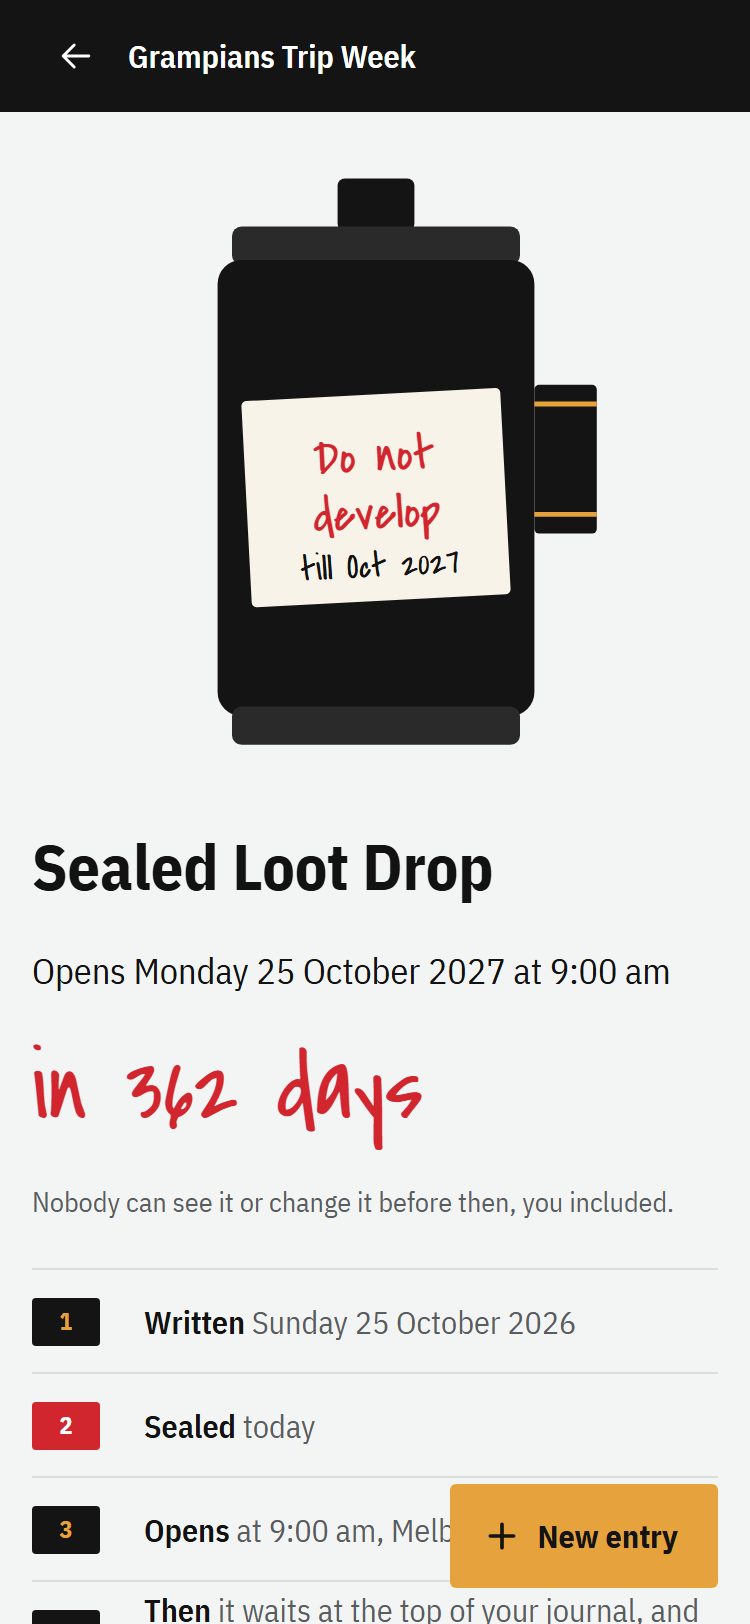 Grampians Trip Week
Do not
develop
till Oct 2027
Sealed Loot Drop
Opens Monday 25 October 2027 at 9:00 am
in 362 days
Nobody can see it or change it before then, you included.
1 Written Sunday 25 October 2026
2 Sealed today
3 Opens at 9:00 am,
New entry
Then it waits at the top of your journal, and